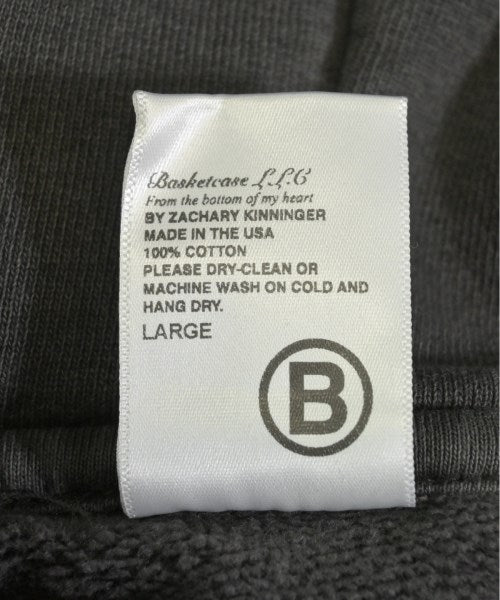 Basketcase L.L.C
From the bottom of my heart
BY ZACHARY KINNINGER
MADE IN THE USA
100% COTTON
PLEASE DRY-CLEAN OR
MACHINE WASH ON COLD AND
HANG DRY.
LARGE
B